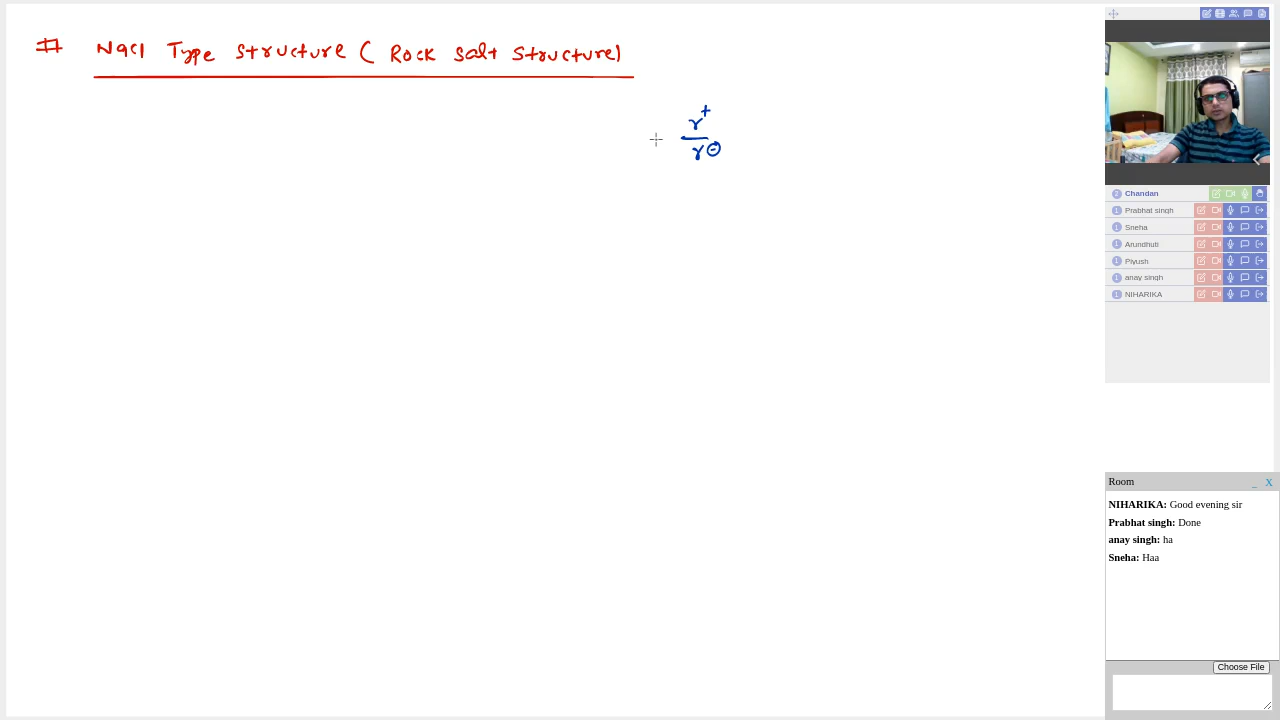 # NaCl Type Structure ( Rock Salt Structure)
r+
r⊖
Chandan
Prabhat singh
Sneha
Arundhuti
Piyush
anay singh
NIHARIKA
Room _ X
NIHARIKA: Good evening sir
Prabhat singh: Done
anay singh: ha
Sneha: Haa
Choose File